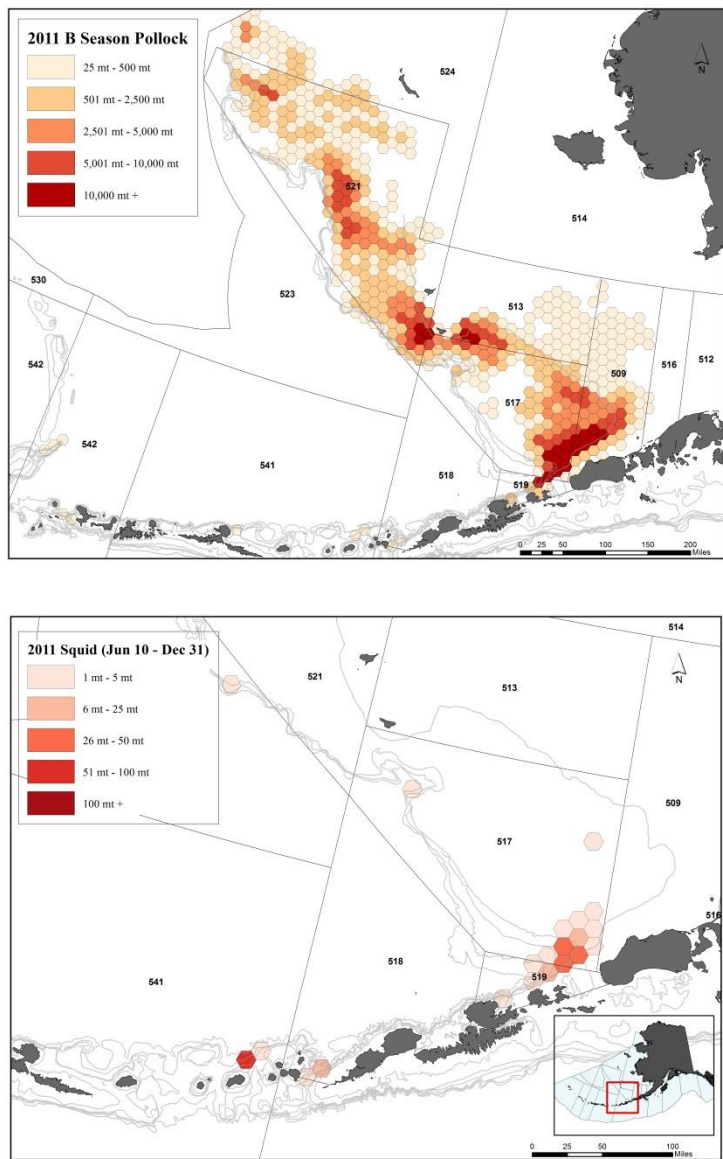 2011 B Season Pollock
25 mt - 500 mt
501 mt - 2,500 mt
2,501 mt - 5,000 mt
5,001 mt - 10,000 mt
10,000 mt +
524
N
521
514
530
523
513
542
509
516
512
517
542
541
518
519
0 25 50 100 150 200
Miles
2011 Squid (Jun 10 - Dec 31)
1 mt - 5 mt
6 mt - 25 mt
26 mt - 50 mt
51 mt - 100 mt
100 mt +
514
N
521
513
509
517
516
518
519
541
0 25 50 100
Miles